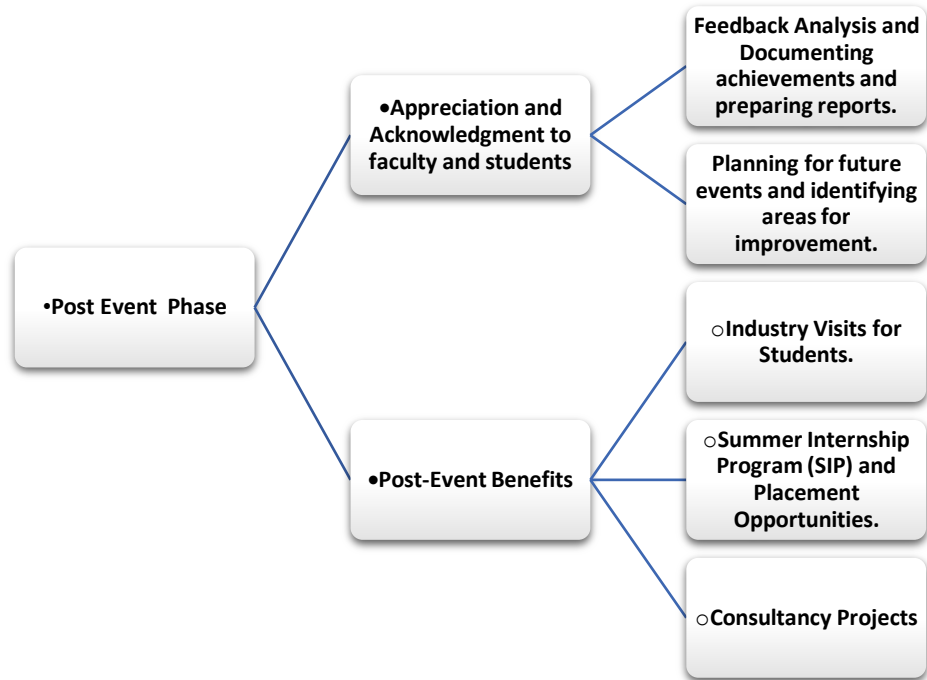 •Post Event  Phase
•Appreciation and
Acknowledgment to
faculty and students
Feedback Analysis and
Documenting
achievements and
preparing reports.
Planning for future
events and identifying
areas for
improvement.
•Post-Event Benefits
○Industry Visits for
Students.
○Summer Internship
Program (SIP) and
Placement
Opportunities.
○Consultancy Projects